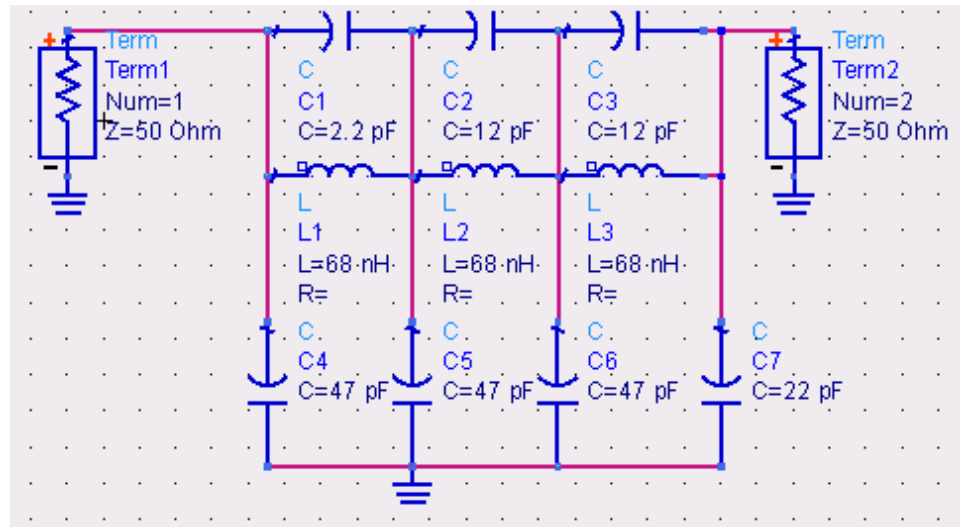 +
Term
Term1
Num=1
Z=50 Ohm
-
C
C1
C=2.2 pF
C
C2
C=12 pF
C
C3
C=12 pF
+
Term
Term2
Num=2
Z=50 Ohm
-
L
L1
L=68 nH
R=
L
L2
L=68 nH
R=
L
L3
L=68 nH
R=
C
C4
C=47 pF
C
C5
C=47 pF
C
C6
C=47 pF
C
C7
C=22 pF